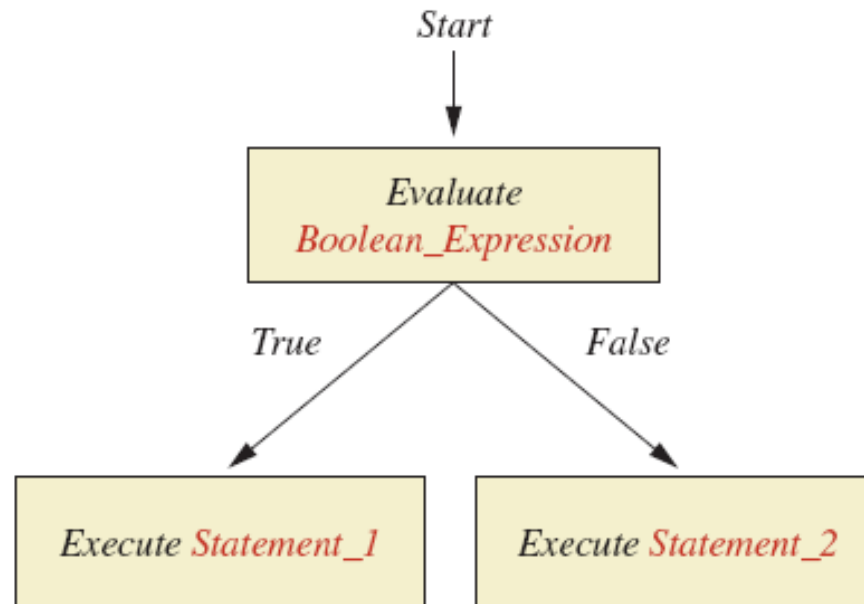 Start
Evaluate
Boolean_Expression
True
False
Execute Statement_1
Execute Statement_2